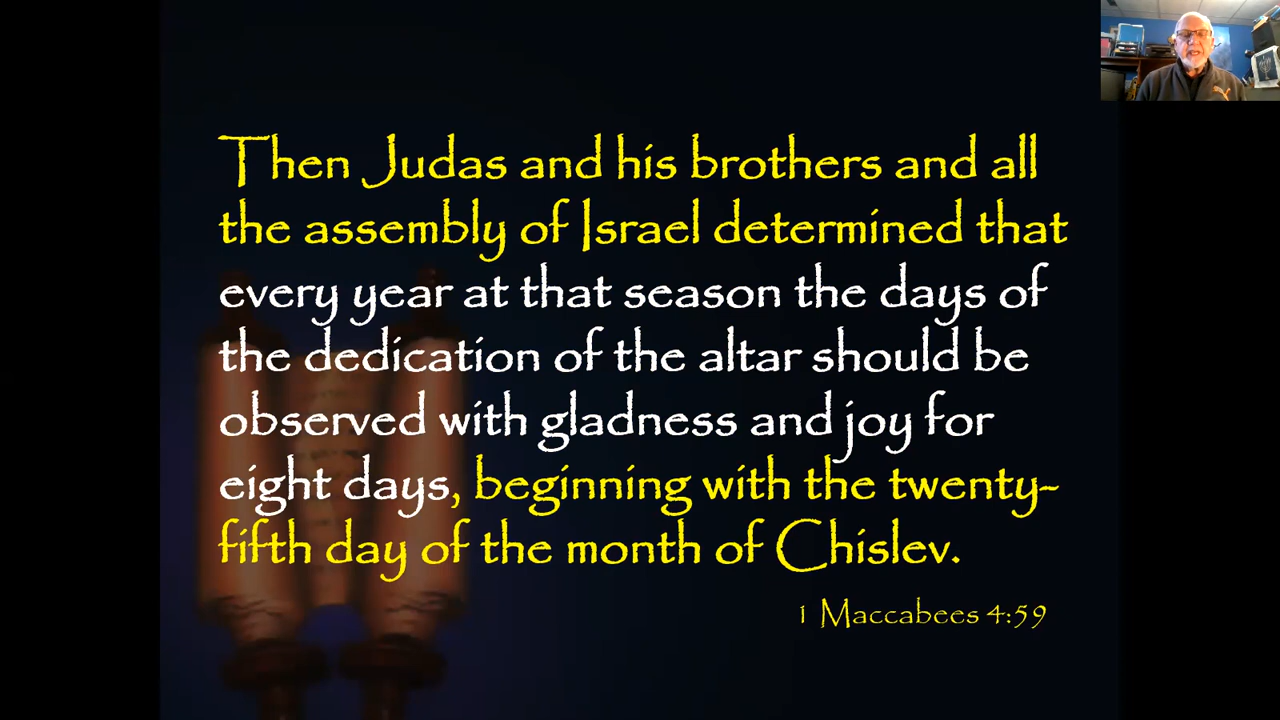 Then Judas and his brothers and all
the assembly of Israel determined that
every year at that season the days of
the dedication of the altar should be
observed with gladness and joy for
eight days, beginning with the twenty-
fifth day of the month of Chislev.
1 Maccabees 4:59